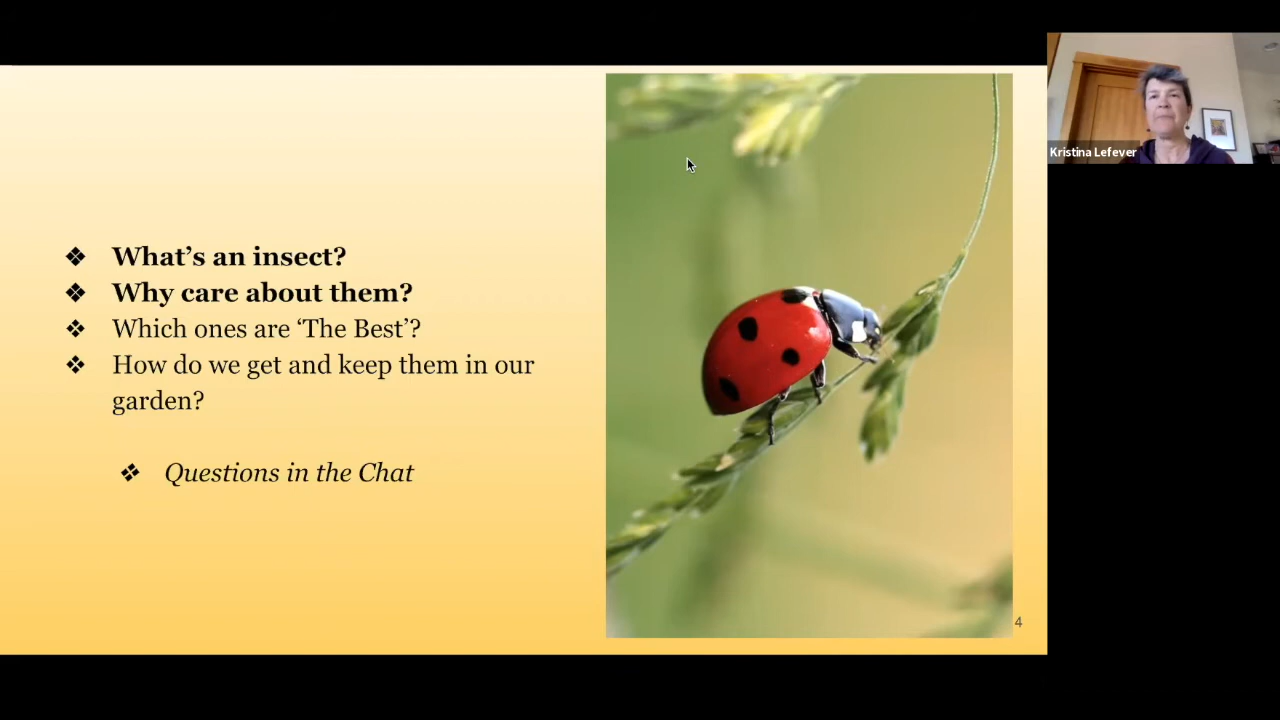 ❖ What’s an insect?
❖ Why care about them?
❖ Which ones are ‘The Best’?
❖ How do we get and keep them in our
garden?
❖ Questions in the Chat
4
Kristina Lefever